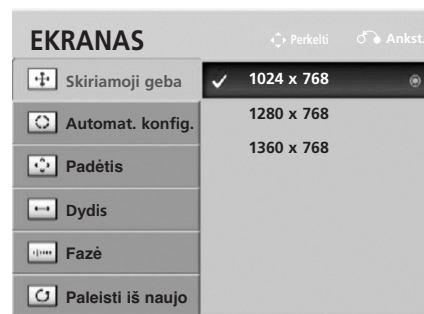 EKRANAS
Perkelti
Ankst.
Skiriamoji geba
Automat. konfig.
Padėtis
Dydis
Fazė
Paleisti iš naujo
1024 x 768
1280 x 768
1360 x 768